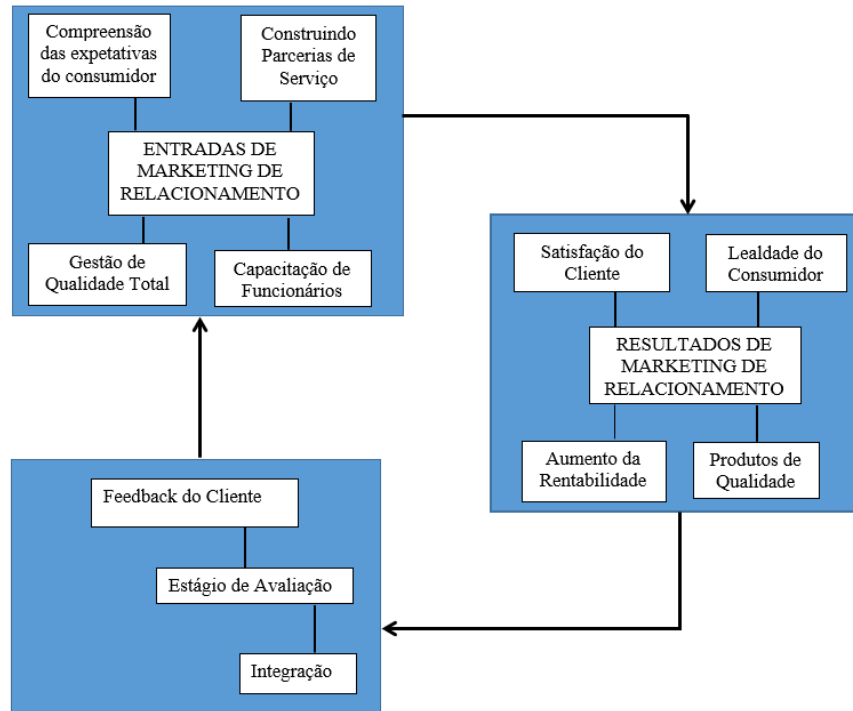 Compreensão
das expetativas
do consumidor
Construindo
Parcerias de
Serviço
ENTRADAS DE
MARKETING DE
RELACIONAMENTO
Gestão de
Qualidade Total
Capacitação de
Funcionários
Satisfação do
Cliente
Lealdade do
Consumidor
RESULTADOS DE
MARKETING DE
RELACIONAMENTO
Aumento da
Rentabilidade
Produtos de
Qualidade
Feedback do Cliente
Estágio de Avaliação
Integração